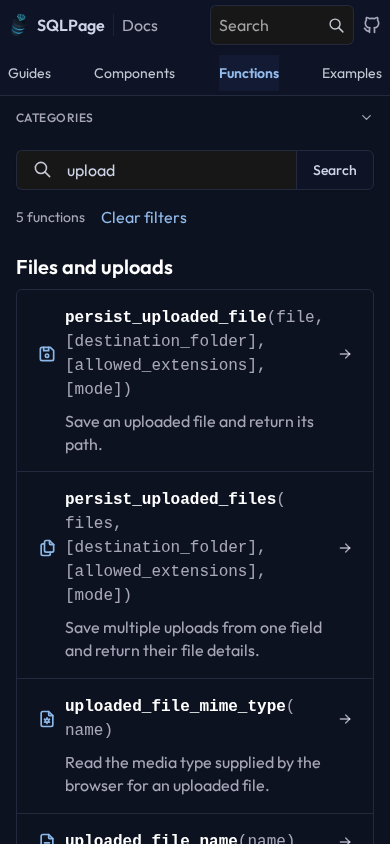 SQLPage Docs Search
Guides Components Functions Examples
CATEGORIES
upload Search
5 functions Clear filters
Files and uploads
persist_uploaded_file(file,
[destination_folder],
[allowed_extensions],
[mode])
Save an uploaded file and return its
path.
persist_uploaded_files(
files,
[destination_folder],
[allowed_extensions],
[mode])
Save multiple uploads from one field
and return their file details.
uploaded_file_mime_type(
name)
Read the media type supplied by the
browser for an uploaded file.
uploaded_file_name(name)